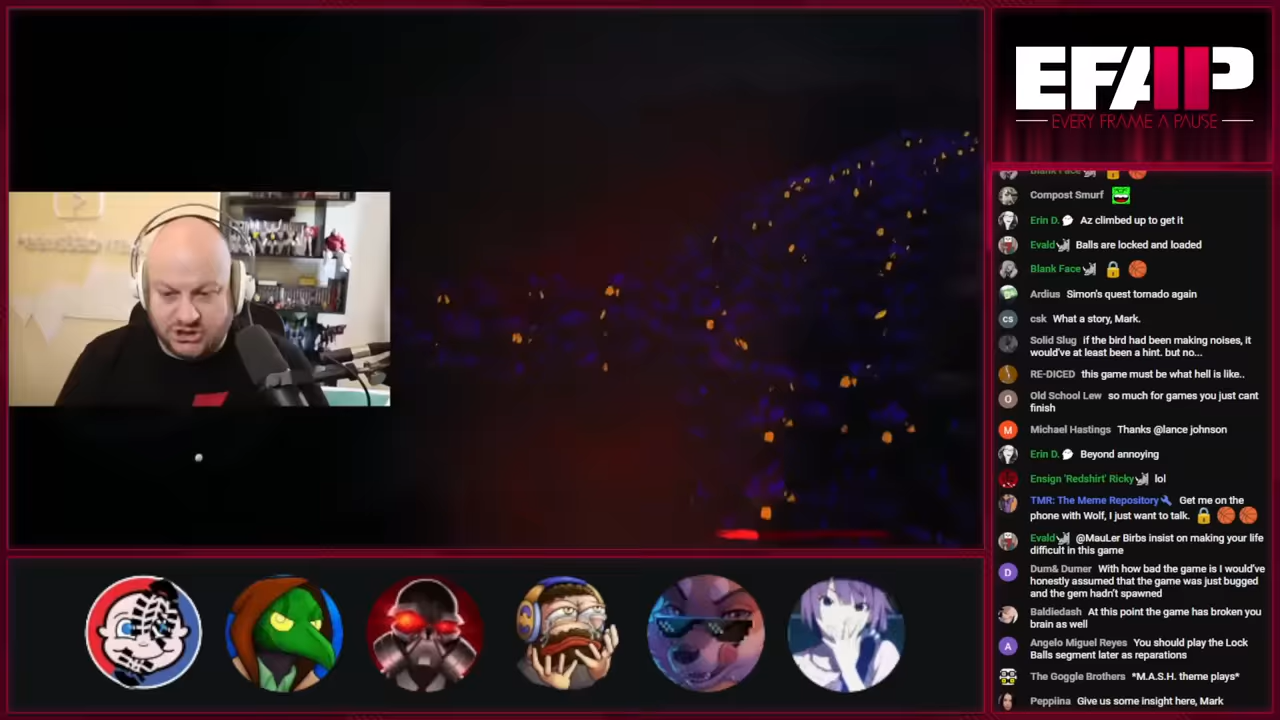 EFAP
EVERY FRAME A PAUSE
Blank Face
Compost Smurf
Erin D. Az climbed up to get it
Evald Balls are locked and loaded
Blank Face
Ardius Simon's quest tornado again
cs csk What a story, Mark.
Solid Slug if the bird had been making noises, it
would've at least been a hint. but no...
RE-DICED this game must be what hell is like..
O Old School Lew so much for games you just cant
finish
M Michael Hastings Thanks @lance johnson
Erin D. Beyond annoying
Ensign 'Redshirt' Ricky lol
TMR: The Meme Repository Get me on the
phone with Wolf, I just want to talk.
Evald @MauLer Birbs insist on making your life
difficult in this game
D Dum& Dumer With how bad the game is I would've
honestly assumed that the game was just bugged
and the gem hadn't spawned
Baldiedash At this point the game has broken you
brain as well
A Angelo Miguel Reyes You should play the Lock
Balls segment later as reparations
The Goggle Brothers *M.A.S.H. theme plays*
Peppiina Give us some insight here, Mark